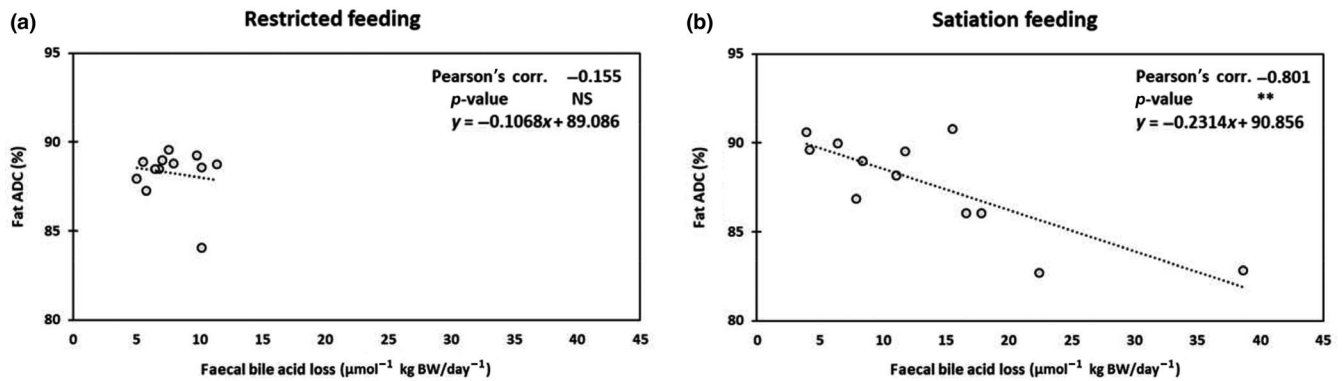 (a)
Restricted feeding
95
90
85
80
Fat ADC (%)
Pearson's corr. −0.155
p-value NS
y = −0.1068x + 89.086
0 5 10 15 20 25 30 35 40 45
Faecal bile acid loss (µmol⁻¹ kg BW/day⁻¹)
(b)
Satiation feeding
95
90
85
80
Fat ADC (%)
Pearson's corr. −0.801
p-value **
y = −0.2314x + 90.856
0 5 10 15 20 25 30 35 40 45
Faecal bile acid loss (µmol⁻¹ kg BW/day⁻¹)